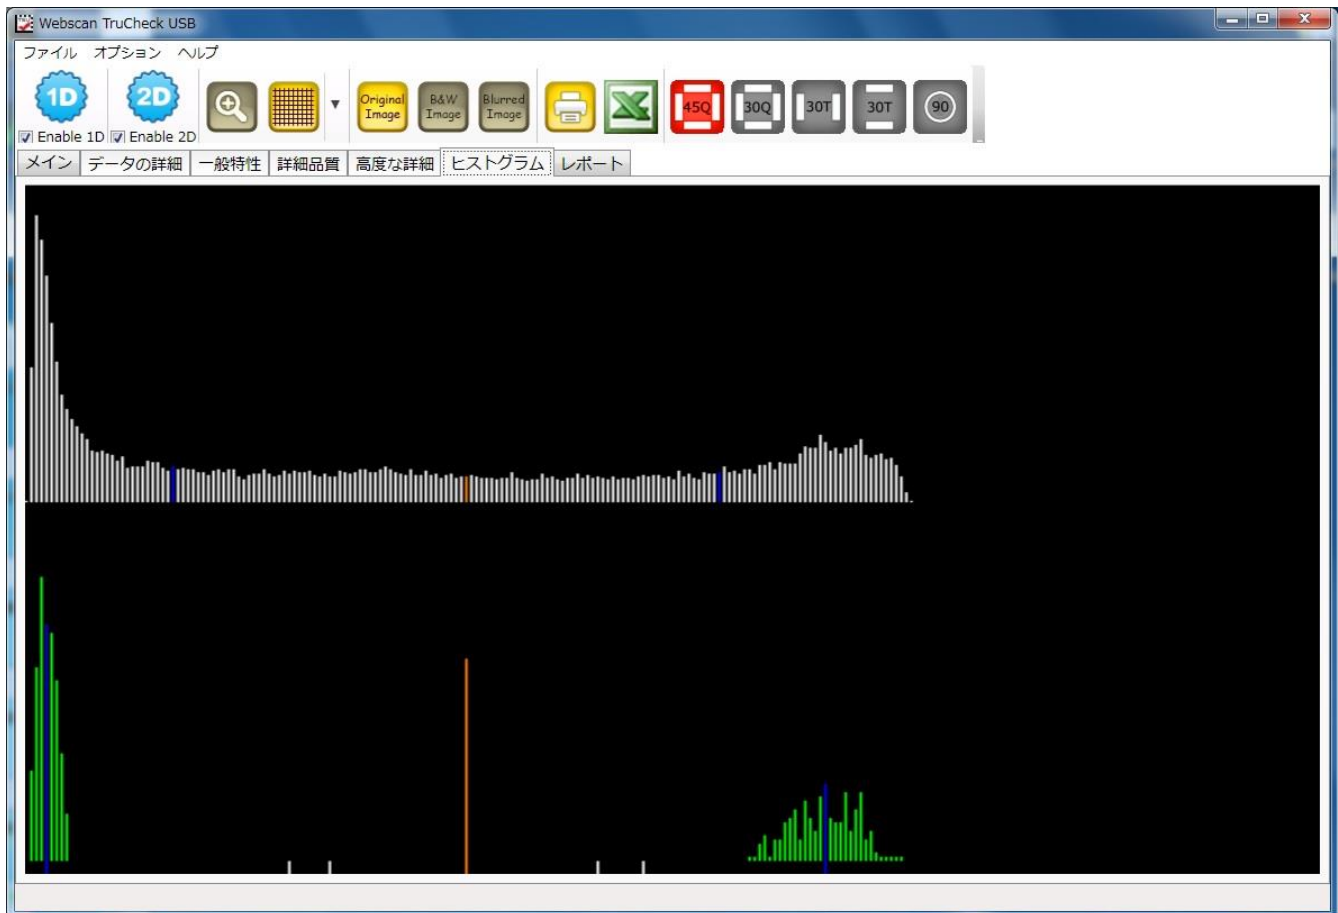 Webscan TruCheck USB
ファイル オプション ヘルプ
1D 2D Original Image B&W Image Blurred Image 45Q 30Q 30T 30T 90
Enable 1D Enable 2D
メイン データの詳細 一般特性 詳細品質 高度な詳細 ヒストグラム レポート